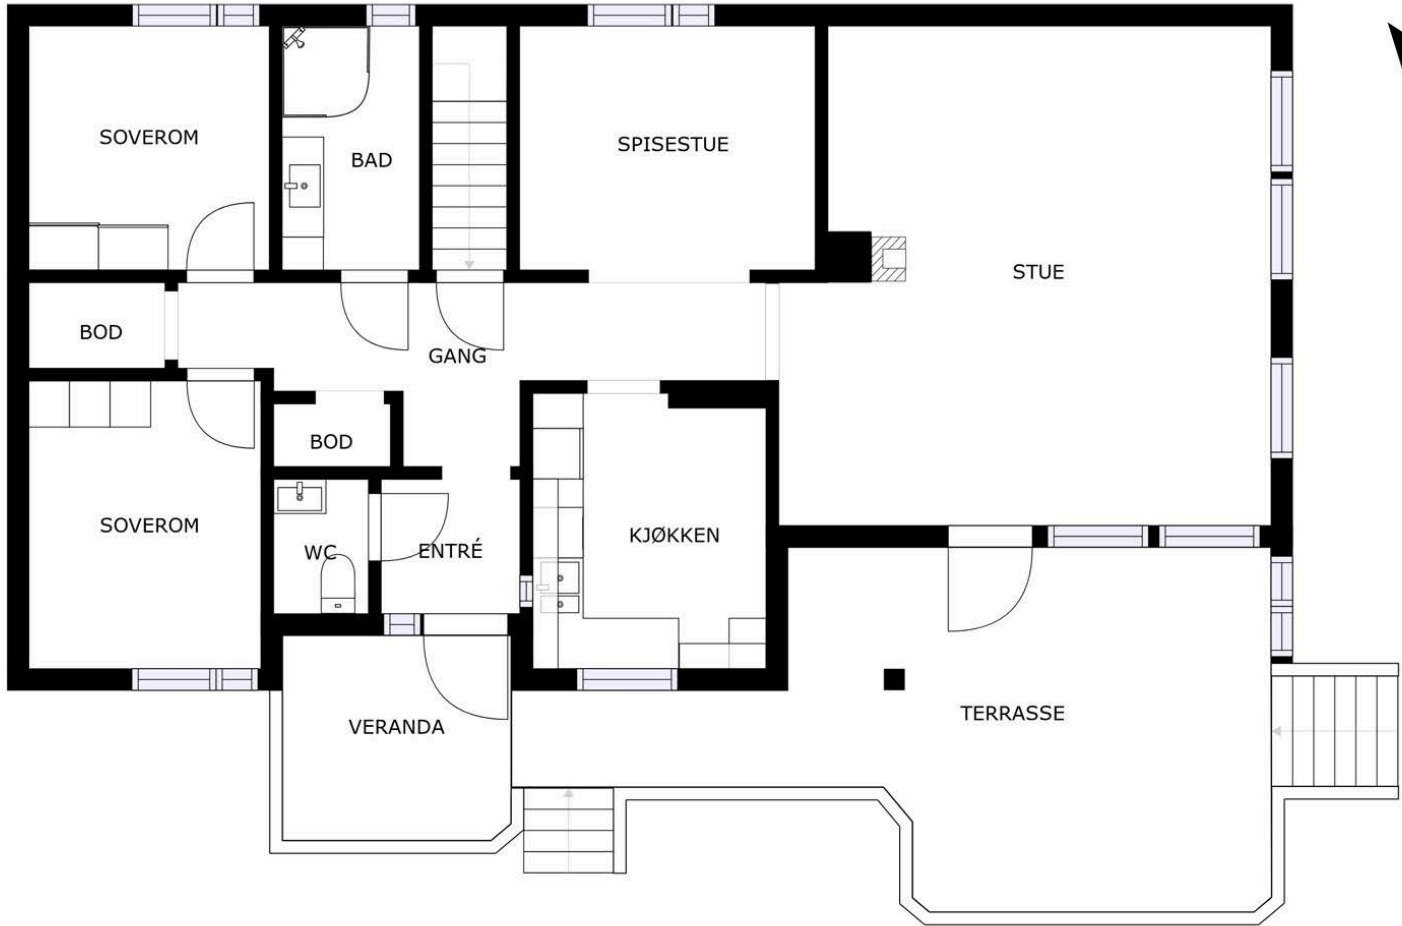 SOVEROM
BAD
SPISESTUE
STUE
BOD
GANG
BOD
SOVEROM
WC
ENTRÉ
KJØKKEN
VERANDA
TERRASSE